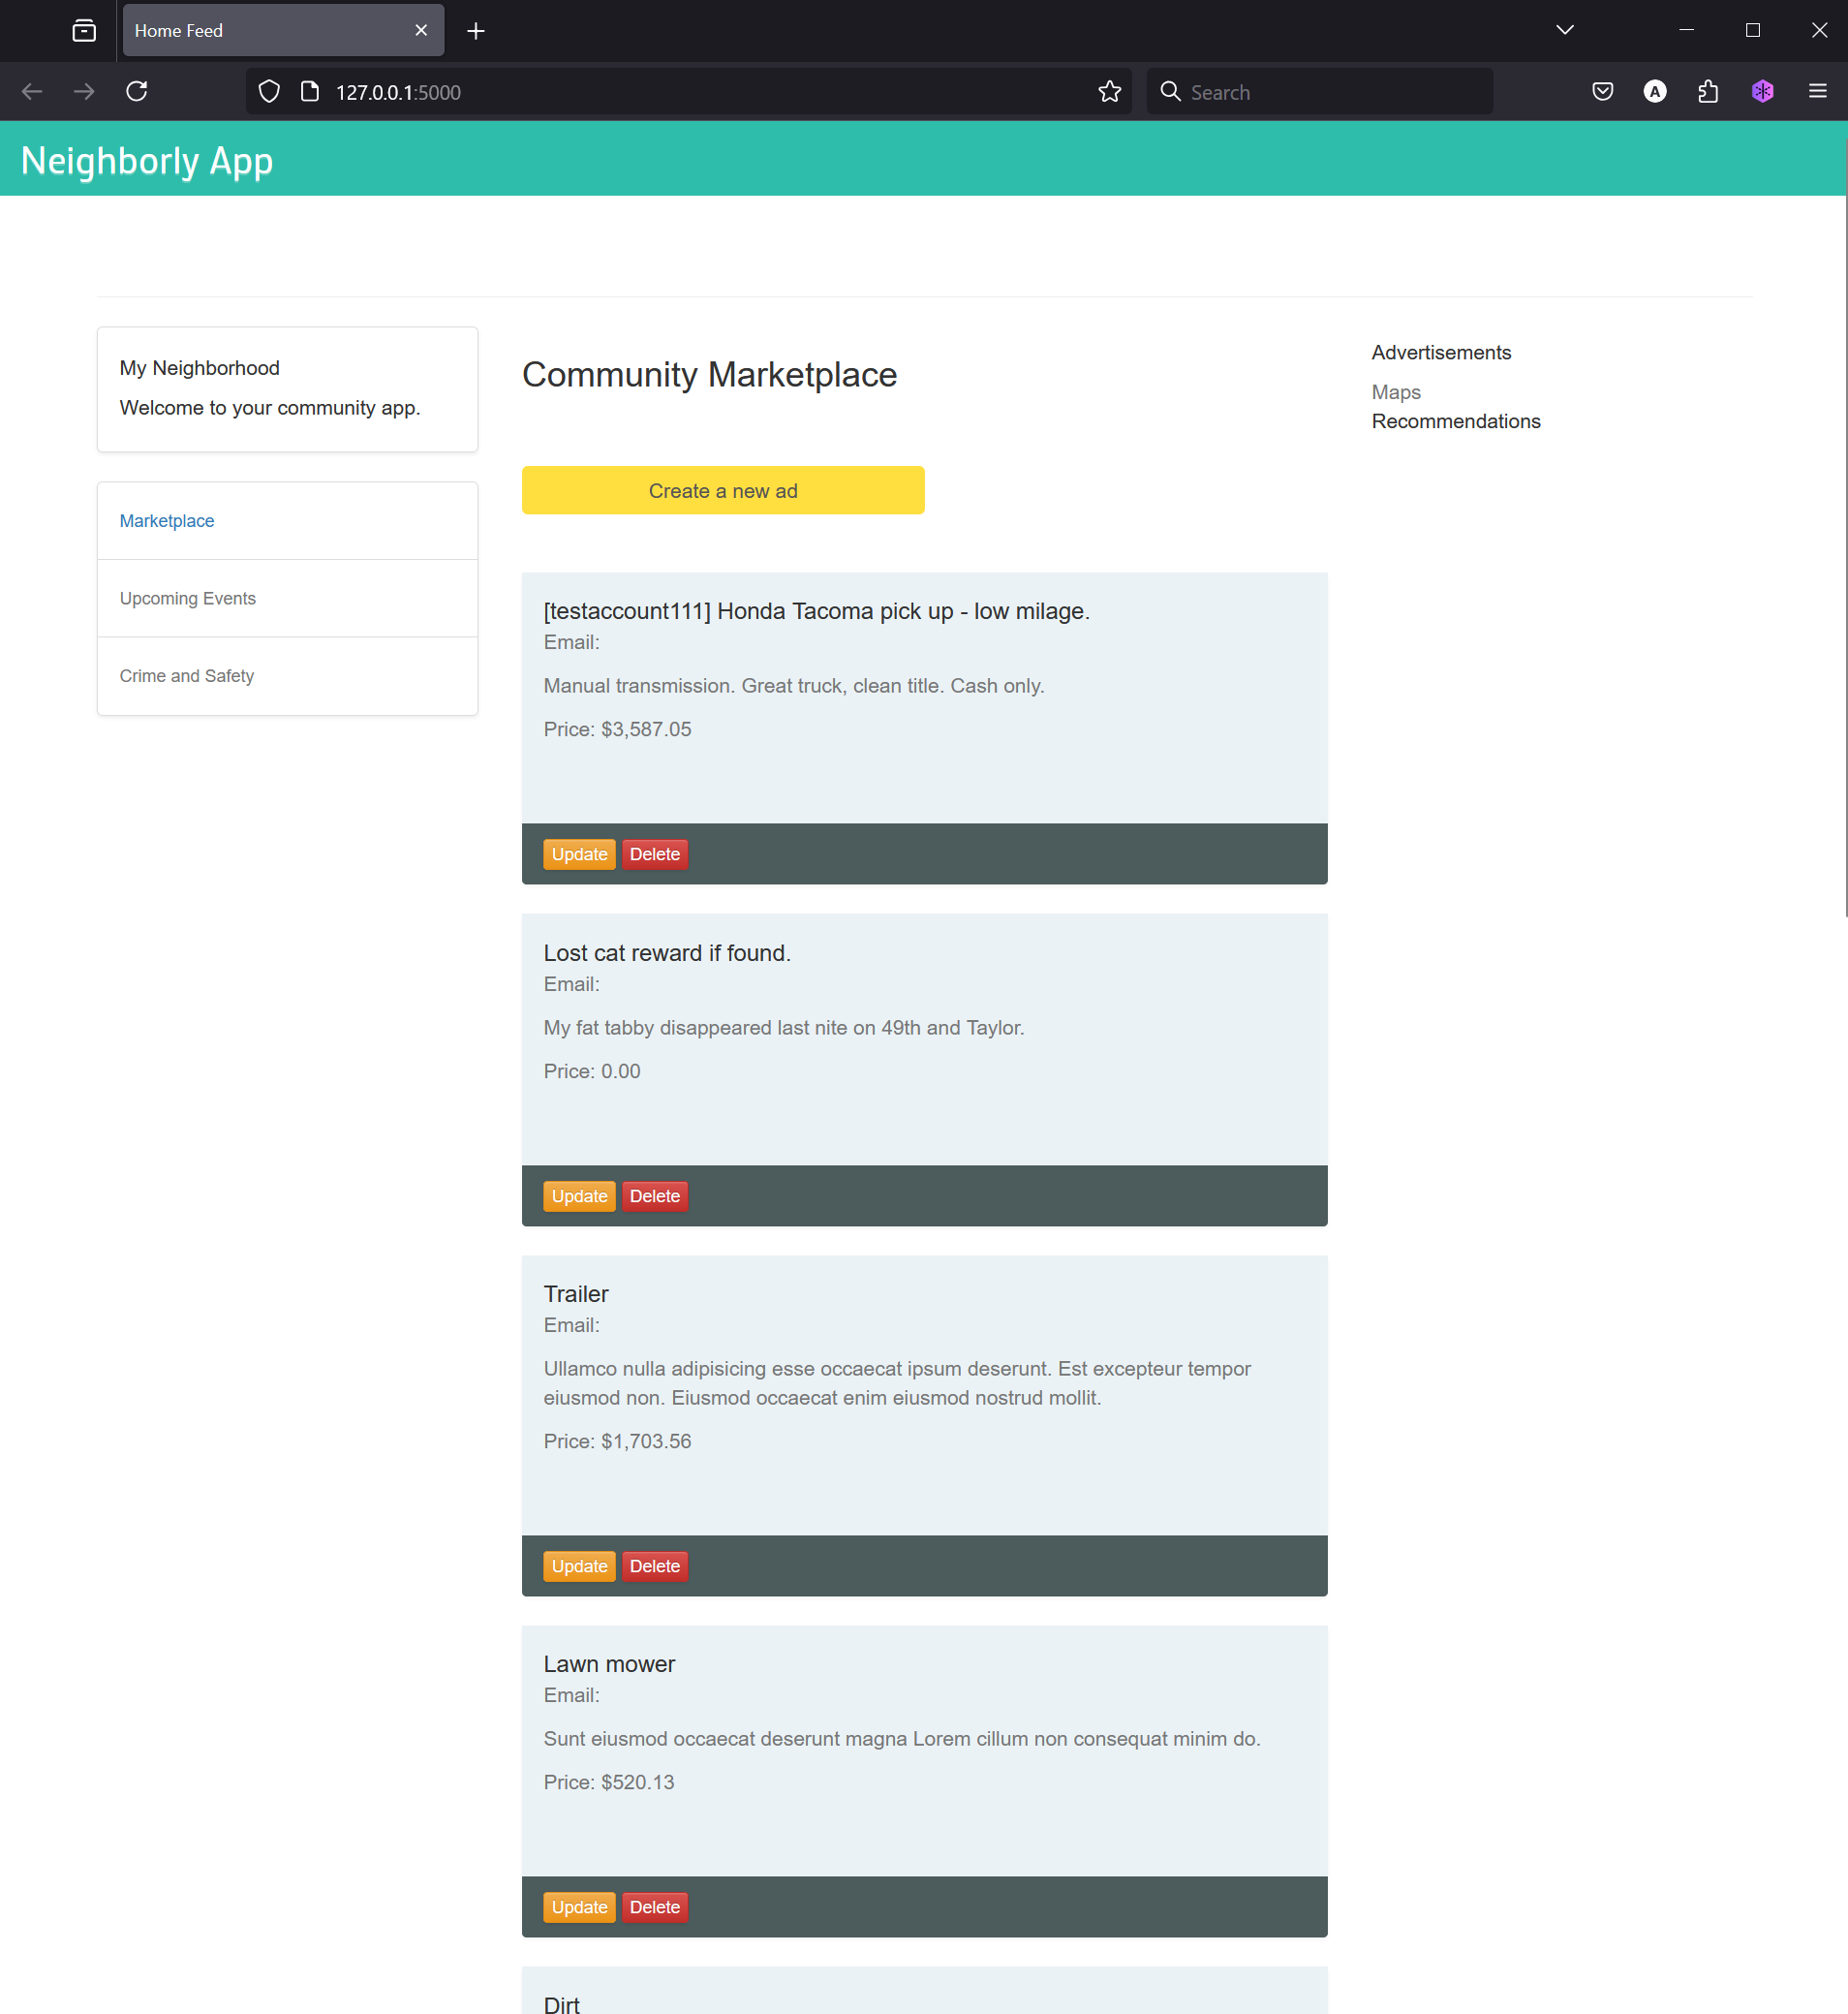 Home Feed
127.0.0.1:5000
Search
A
Neighborly App
My Neighborhood
Welcome to your community app.
Marketplace
Upcoming Events
Crime and Safety
Community Marketplace
Create a new ad
[testaccount111] Honda Tacoma pick up - low milage.
Email:
Manual transmission. Great truck, clean title. Cash only.
Price: $3,587.05
Update Delete
Lost cat reward if found.
Email:
My fat tabby disappeared last nite on 49th and Taylor.
Price: 0.00
Update Delete
Trailer
Email:
Ullamco nulla adipisicing esse occaecat ipsum deserunt. Est excepteur tempor
eiusmod non. Eiusmod occaecat enim eiusmod nostrud mollit.
Price: $1,703.56
Update Delete
Lawn mower
Email:
Sunt eiusmod occaecat deserunt magna Lorem cillum non consequat minim do.
Price: $520.13
Update Delete
Dirt
Advertisements
Maps
Recommendations